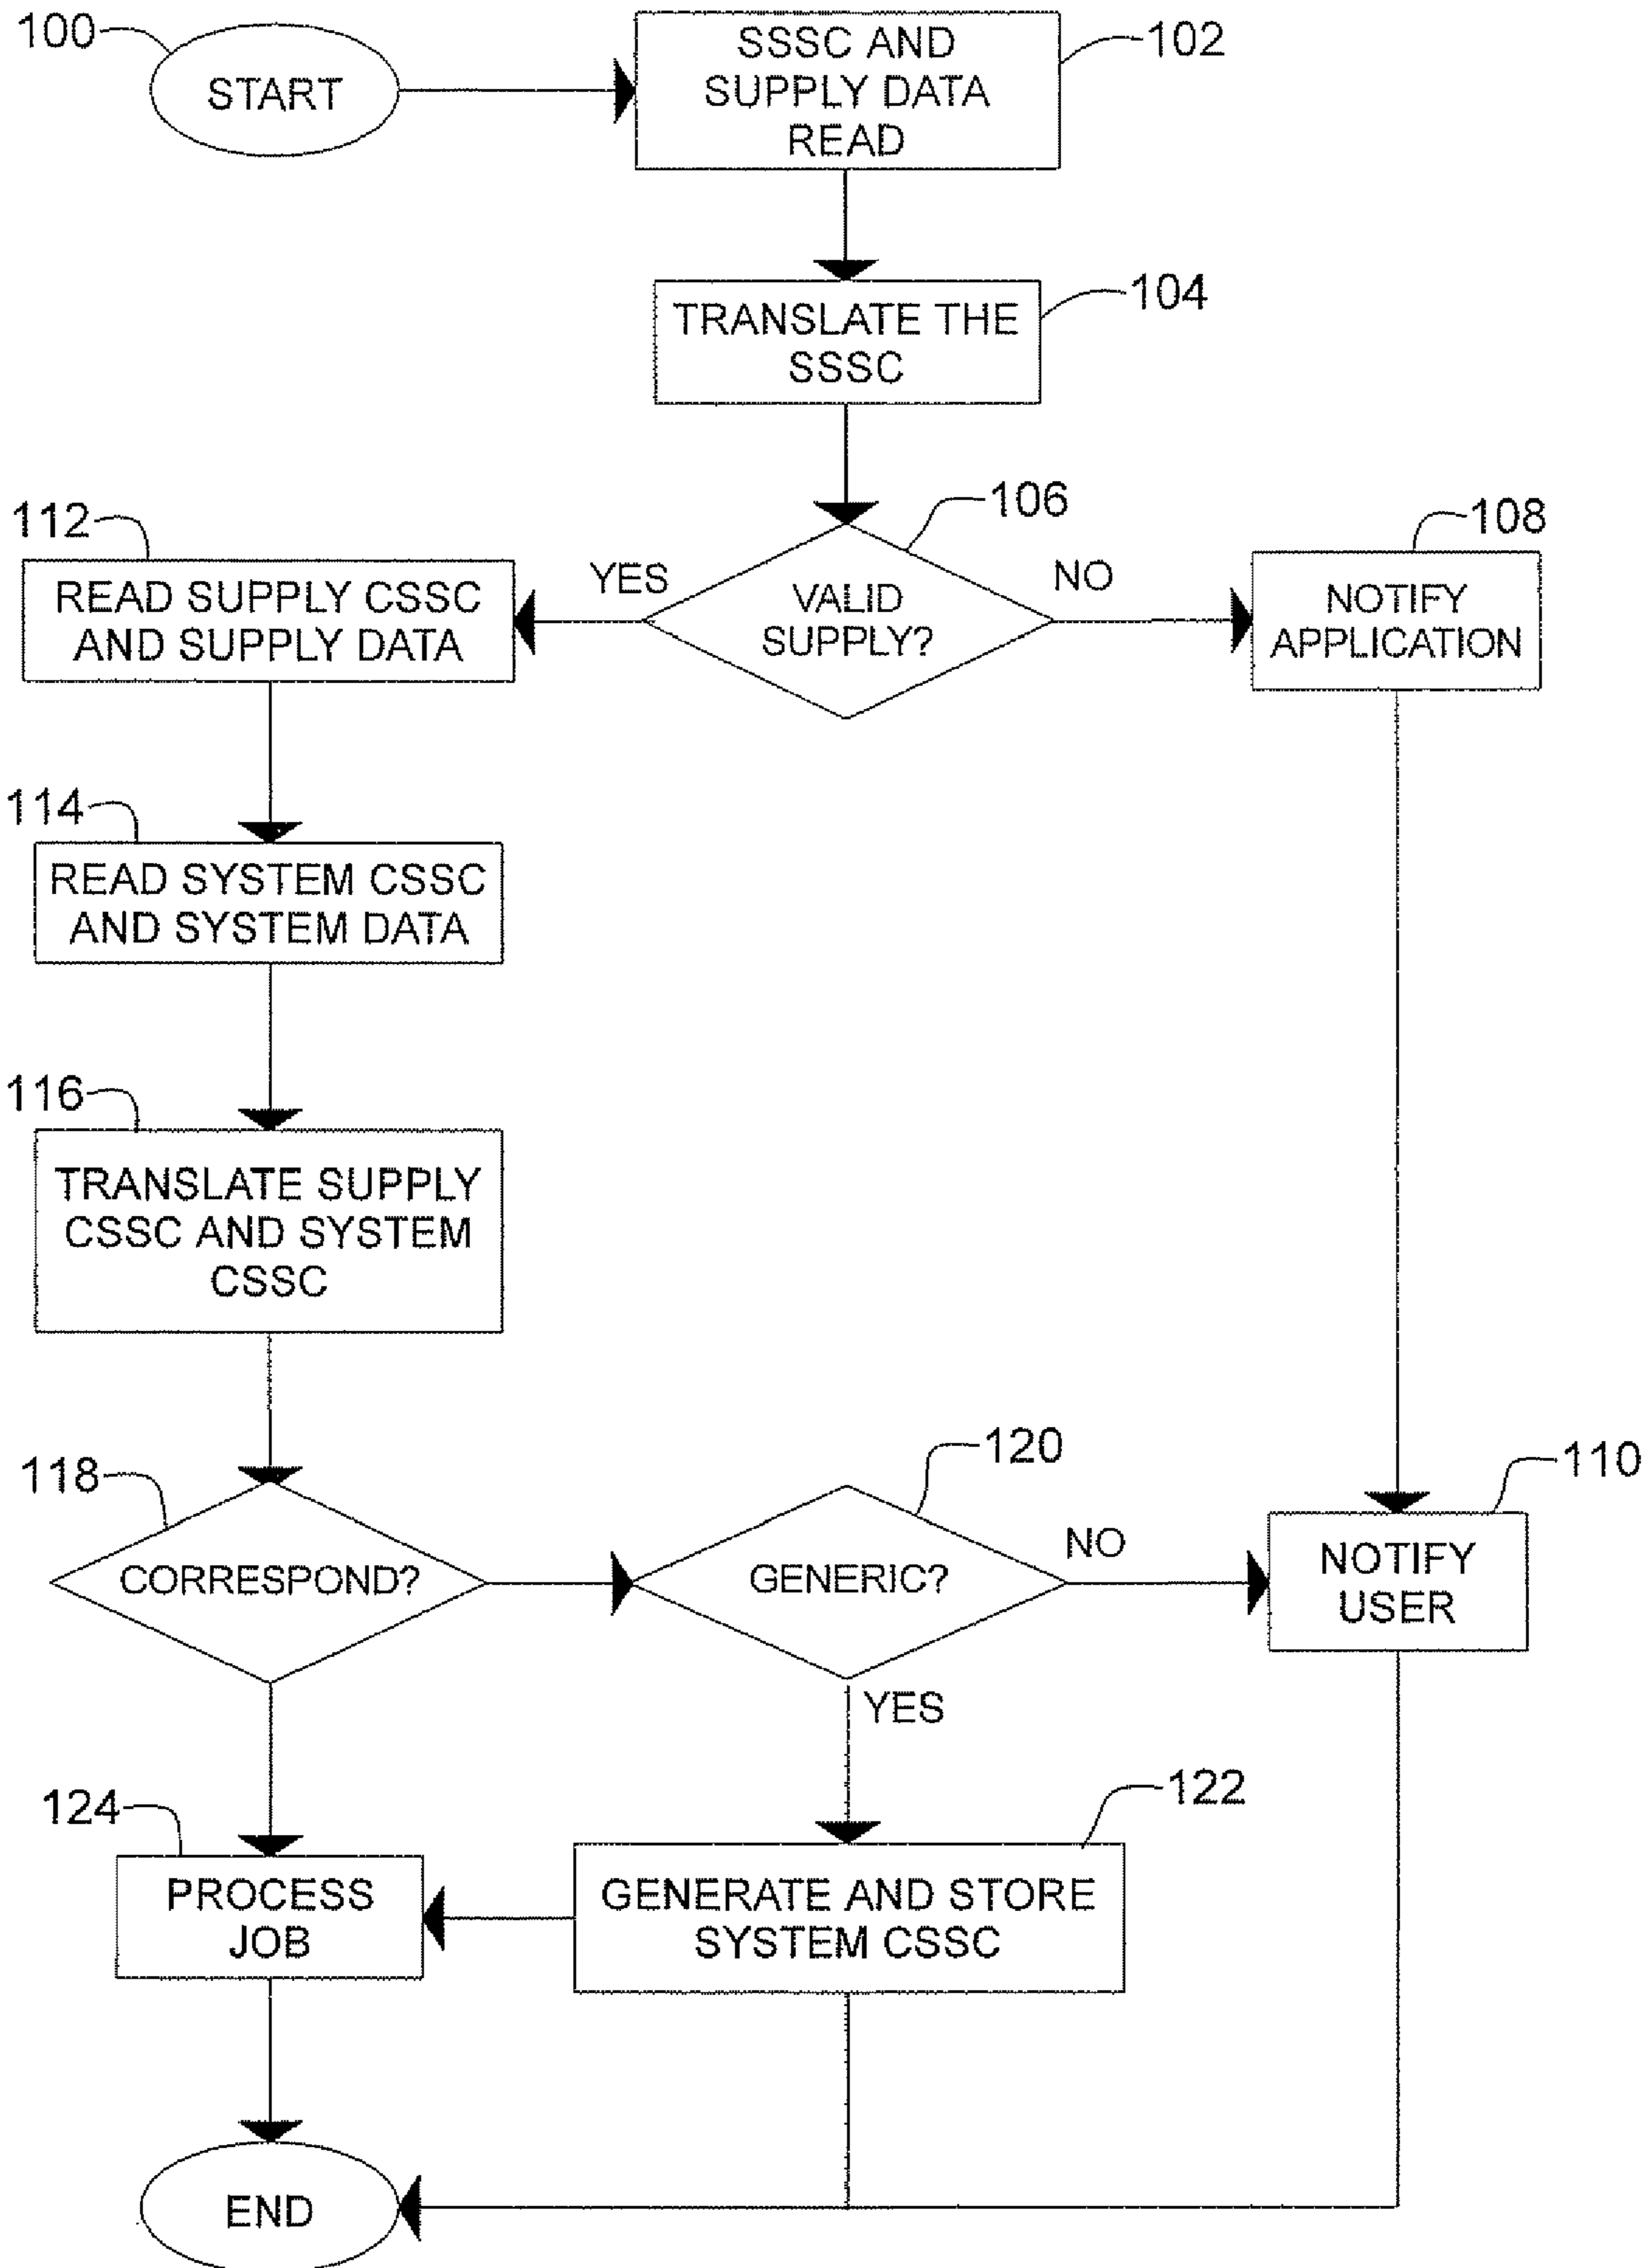 100
START
SSSC AND
SUPPLY DATA
READ
102
TRANSLATE THE
SSSC
104
106
VALID
SUPPLY?
YES
NO
108
NOTIFY
APPLICATION
112
READ SUPPLY CSSC
AND SUPPLY DATA
114
READ SYSTEM CSSC
AND SYSTEM DATA
116
TRANSLATE SUPPLY
CSSC AND SYSTEM
CSSC
118
CORRESPOND?
120
GENERIC?
NO
YES
110
NOTIFY
USER
122
GENERATE AND STORE
SYSTEM CSSC
124
PROCESS
JOB
END